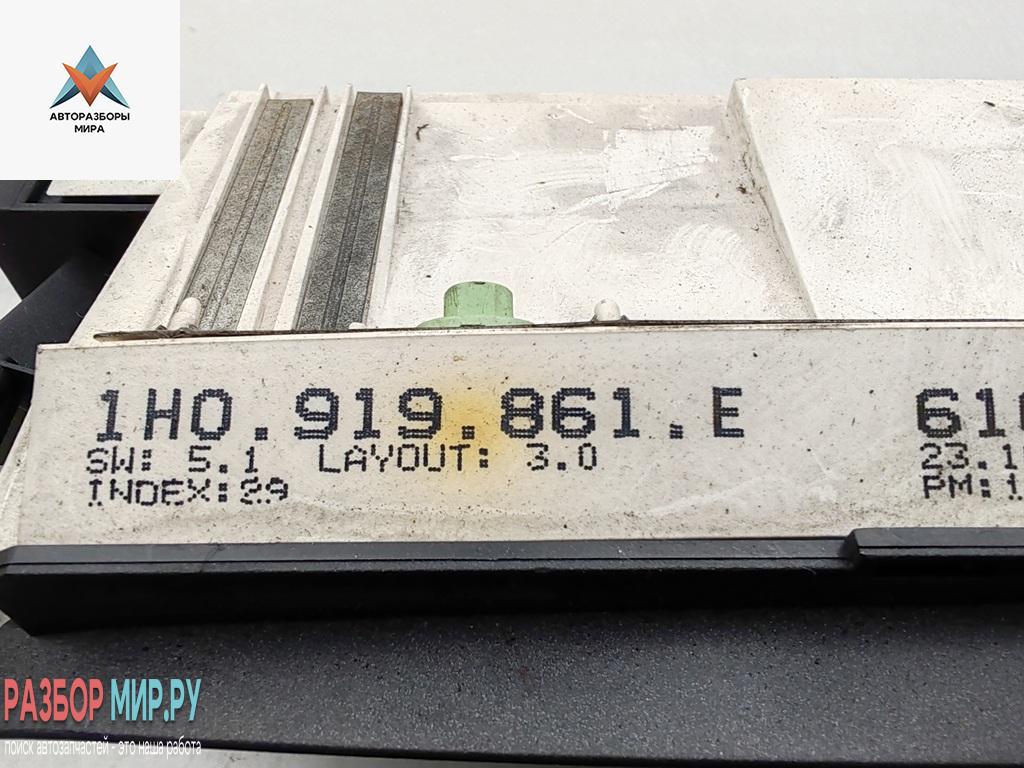 АВТОРАЗБОРЫ
МИРА
1H0.919.861.E
SW: 5.1 LAYOUT: 3.0
INDEX:29
РАЗБОР МИР.РУ
поиск автозапчастей - это наша работа